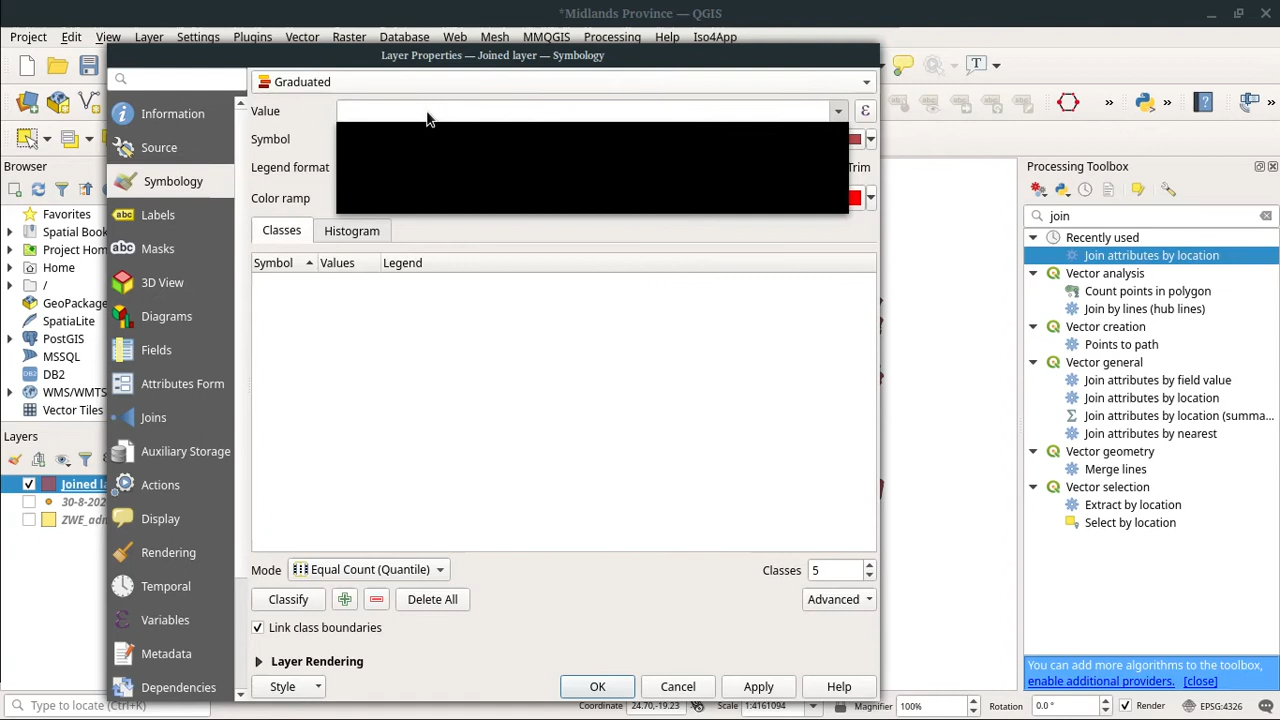 *Midlands Province — QGIS
Project Edit View Layer Settings Plugins Vector Raster Database Web Mesh MMQGIS Processing Help Iso4App
Layer Properties — Joined layer — Symbology
Graduated
Value
ε
Symbol
Legend format
Trim
Color ramp
Classes Histogram
Symbol Values Legend
Mode Equal Count (Quantile) Classes 5
Classify Delete All Advanced
Link class boundaries
Layer Rendering
Style OK Cancel Apply Help
Information
Source
Symbology
abc Labels
abc Masks
3D View
Diagrams
Fields
Attributes Form
Joins
Auxiliary Storage
Actions
Display
Rendering
Temporal
Variables
Metadata
Dependencies
Browser
Favorites
Spatial Book
Project Hom
Home
/
GeoPackage
SpatiaLite
PostGIS
MSSQL
DB2
WMS/WMTS
Vector Tiles
Layers
Joined la
30-8-202
ZWE_adm
T
»
»
»
Processing Toolbox
join
Recently used
Join attributes by location
Vector analysis
Count points in polygon
Join by lines (hub lines)
Vector creation
Points to path
Vector general
Join attributes by field value
Join attributes by location
Σ Join attributes by location (summa...
Join attributes by nearest
Vector geometry
Merge lines
Vector selection
Extract by location
Select by location
You can add more algorithms to the toolbox,
enable additional providers. [close]
Type to locate (Ctrl+K) Coordinate 24.70,-19.23 Scale 1:4161094 Magnifier 100% Rotation 0.0 ° Render EPSG:4326